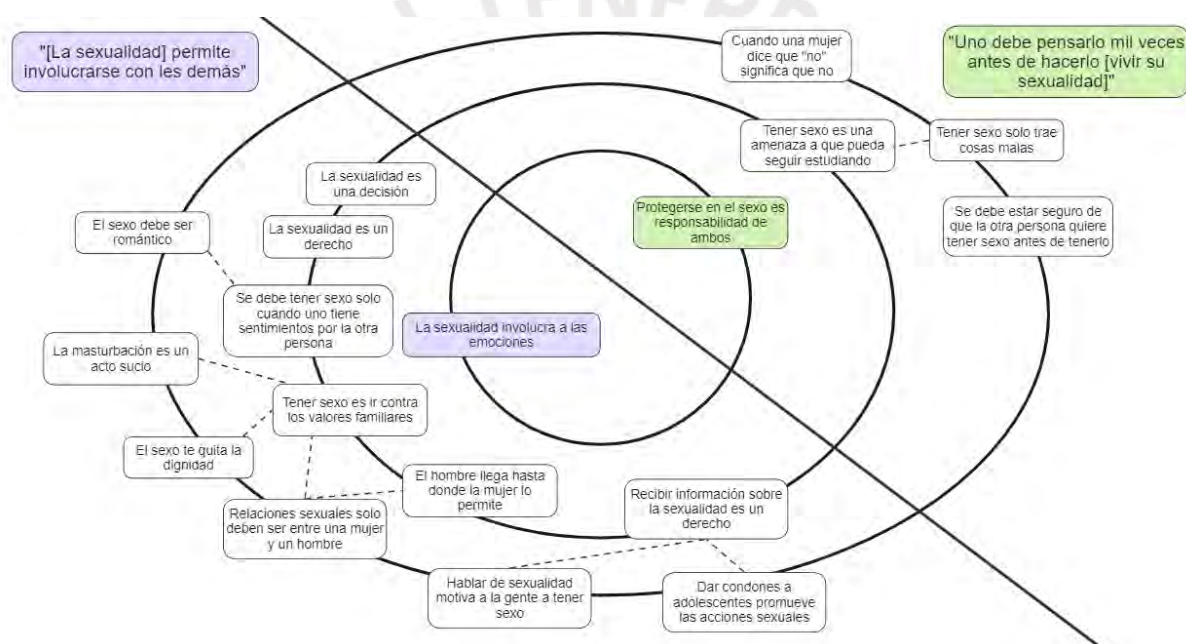 Y TENEBR
"[La sexualidad] permite
involucrarse con les demás"
Cuando una mujer
dice que "no"
significa que no
"Uno debe pensarlo mil veces
antes de hacerlo [vivir su
sexualidad]"
Tener sexo es una
amenaza a que pueda
seguir estudiando
Tener sexo solo trae
cosas malas
La sexualidad es
una decisión
Protegerse en el sexo es
responsabilidad de
ambos
Se debe estar seguro de
que la otra persona quiere
tener sexo antes de tenerlo
El sexo debe ser
romántico
La sexualidad es un
derecho
Se debe tener sexo solo
cuando uno tiene
sentimientos por la otra
persona
La sexualidad involucra a las
emociones
La masturbación es un
acto sucio
Tener sexo es ir contra
los valores familiares
El sexo te quita la
dignidad
El hombre llega hasta
donde la mujer lo
permite
Recibir información sobre
la sexualidad es un
derecho
Relaciones sexuales solo
deben ser entre una mujer
y un hombre
Hablar de sexualidad
motiva a la gente a tener
sexo
Dar condones a
adolescentes promueve
las acciones sexuales